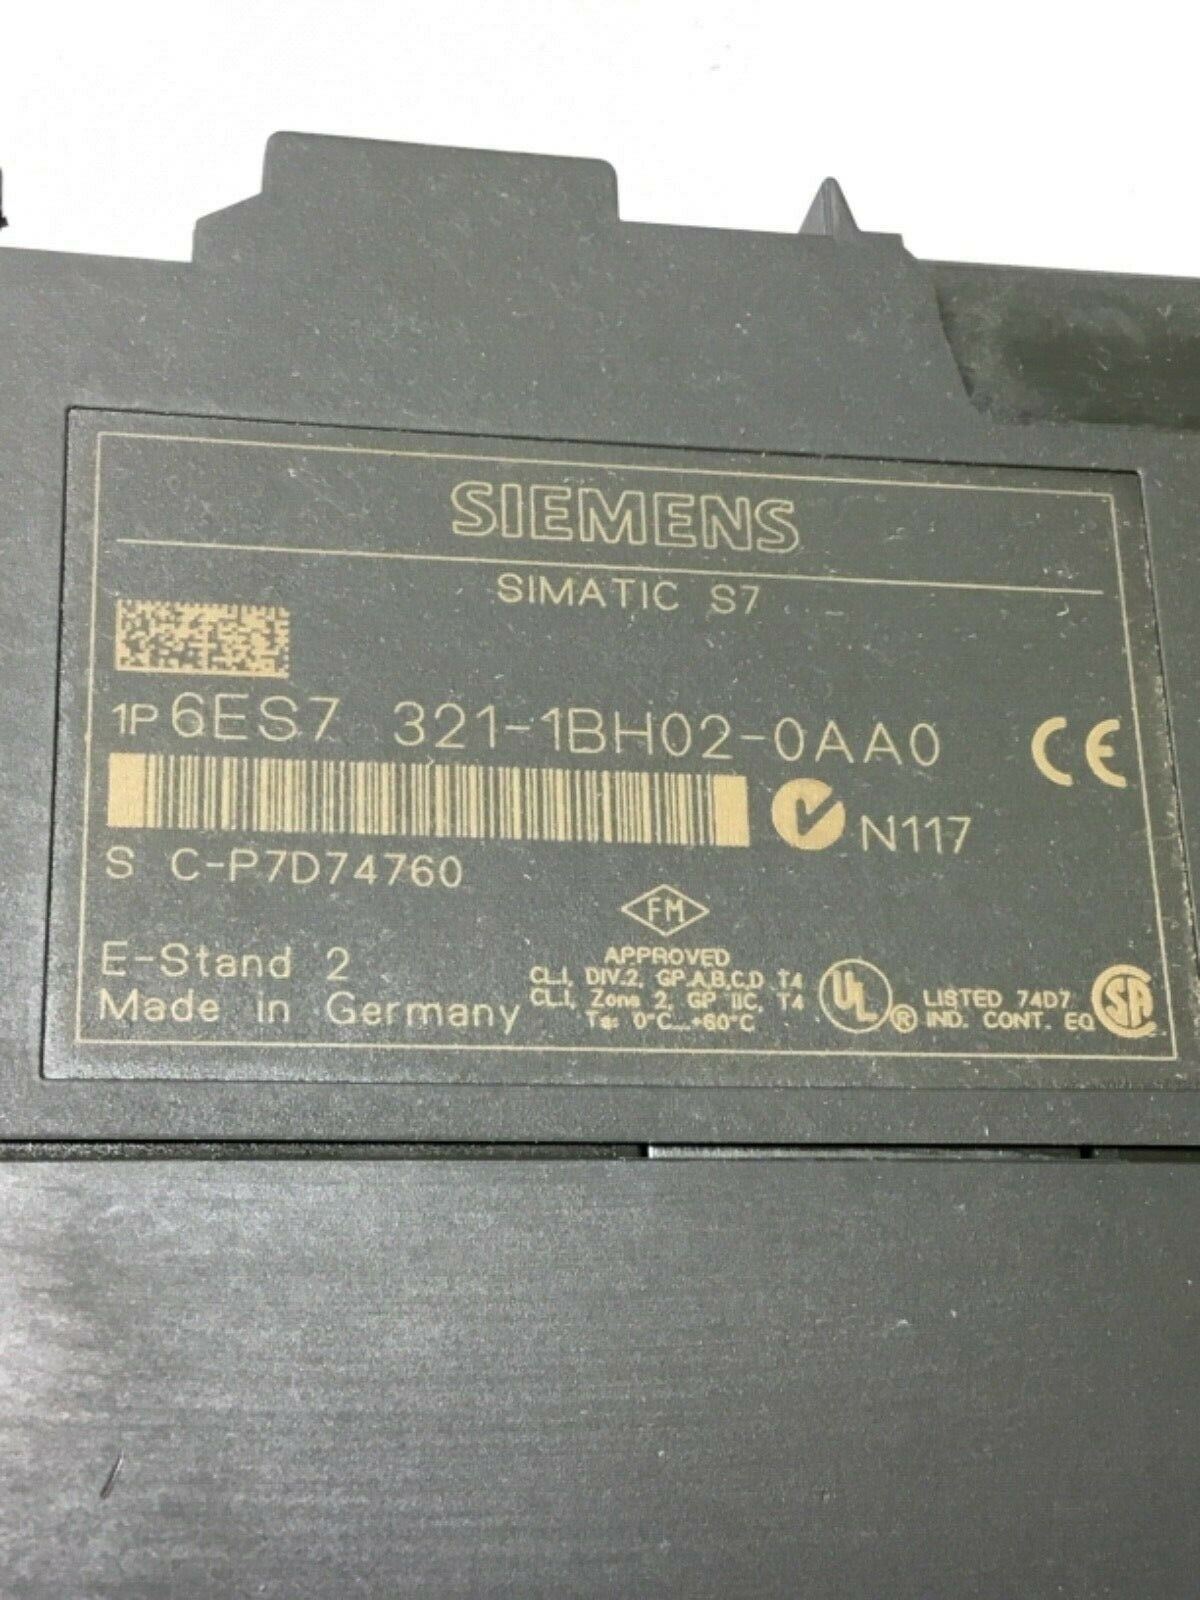 SIEMENS
SIMATIC S7
1P 6ES7 321-1BH02-0AA0
CE
N117
S C-P7D74760
FM
APPROVED
CL.I, DIV.2, GP.A,B,C,D T4
CL.I, Zone 2, GP IIC, T4
Ta: 0°C...+60°C
E-Stand 2
Made in Germany
UL ®
LISTED 74D7
IND. CONT. EQ
SA